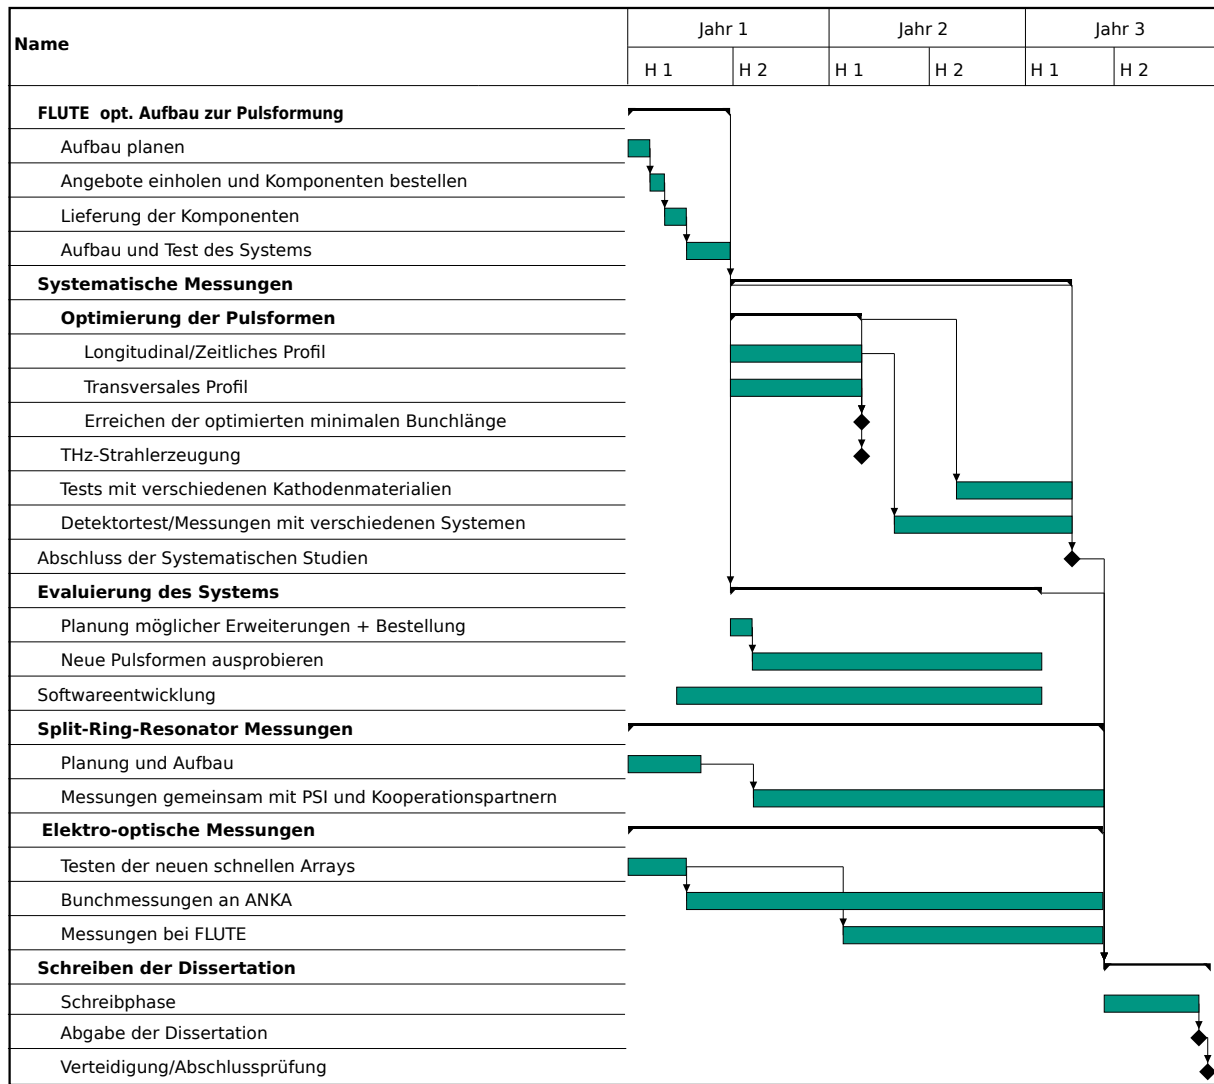 Name
Jahr 1 Jahr 2 Jahr 3
H 1 H 2 H 1 H 2 H 1 H 2
FLUTE opt. Aufbau zur Pulsformung
Aufbau planen
Angebote einholen und Komponenten bestellen
Lieferung der Komponenten
Aufbau und Test des Systems
Systematische Messungen
Optimierung der Pulsformen
Longitudinal/Zeitliches Profil
Transversales Profil
Erreichen der optimierten minimalen Bunchlänge
THz-Strahlerzeugung
Tests mit verschiedenen Kathodenmaterialien
Detektortest/Messungen mit verschiedenen Systemen
Abschluss der Systematischen Studien
Evaluierung des Systems
Planung möglicher Erweiterungen + Bestellung
Neue Pulsformen ausprobieren
Softwareentwicklung
Split-Ring-Resonator Messungen
Planung und Aufbau
Messungen gemeinsam mit PSI und Kooperationspartnern
Elektro-optische Messungen
Testen der neuen schnellen Arrays
Bunchmessungen an ANKA
Messungen bei FLUTE
Schreiben der Dissertation
Schreibphase
Abgabe der Dissertation
Verteidigung/Abschlussprüfung